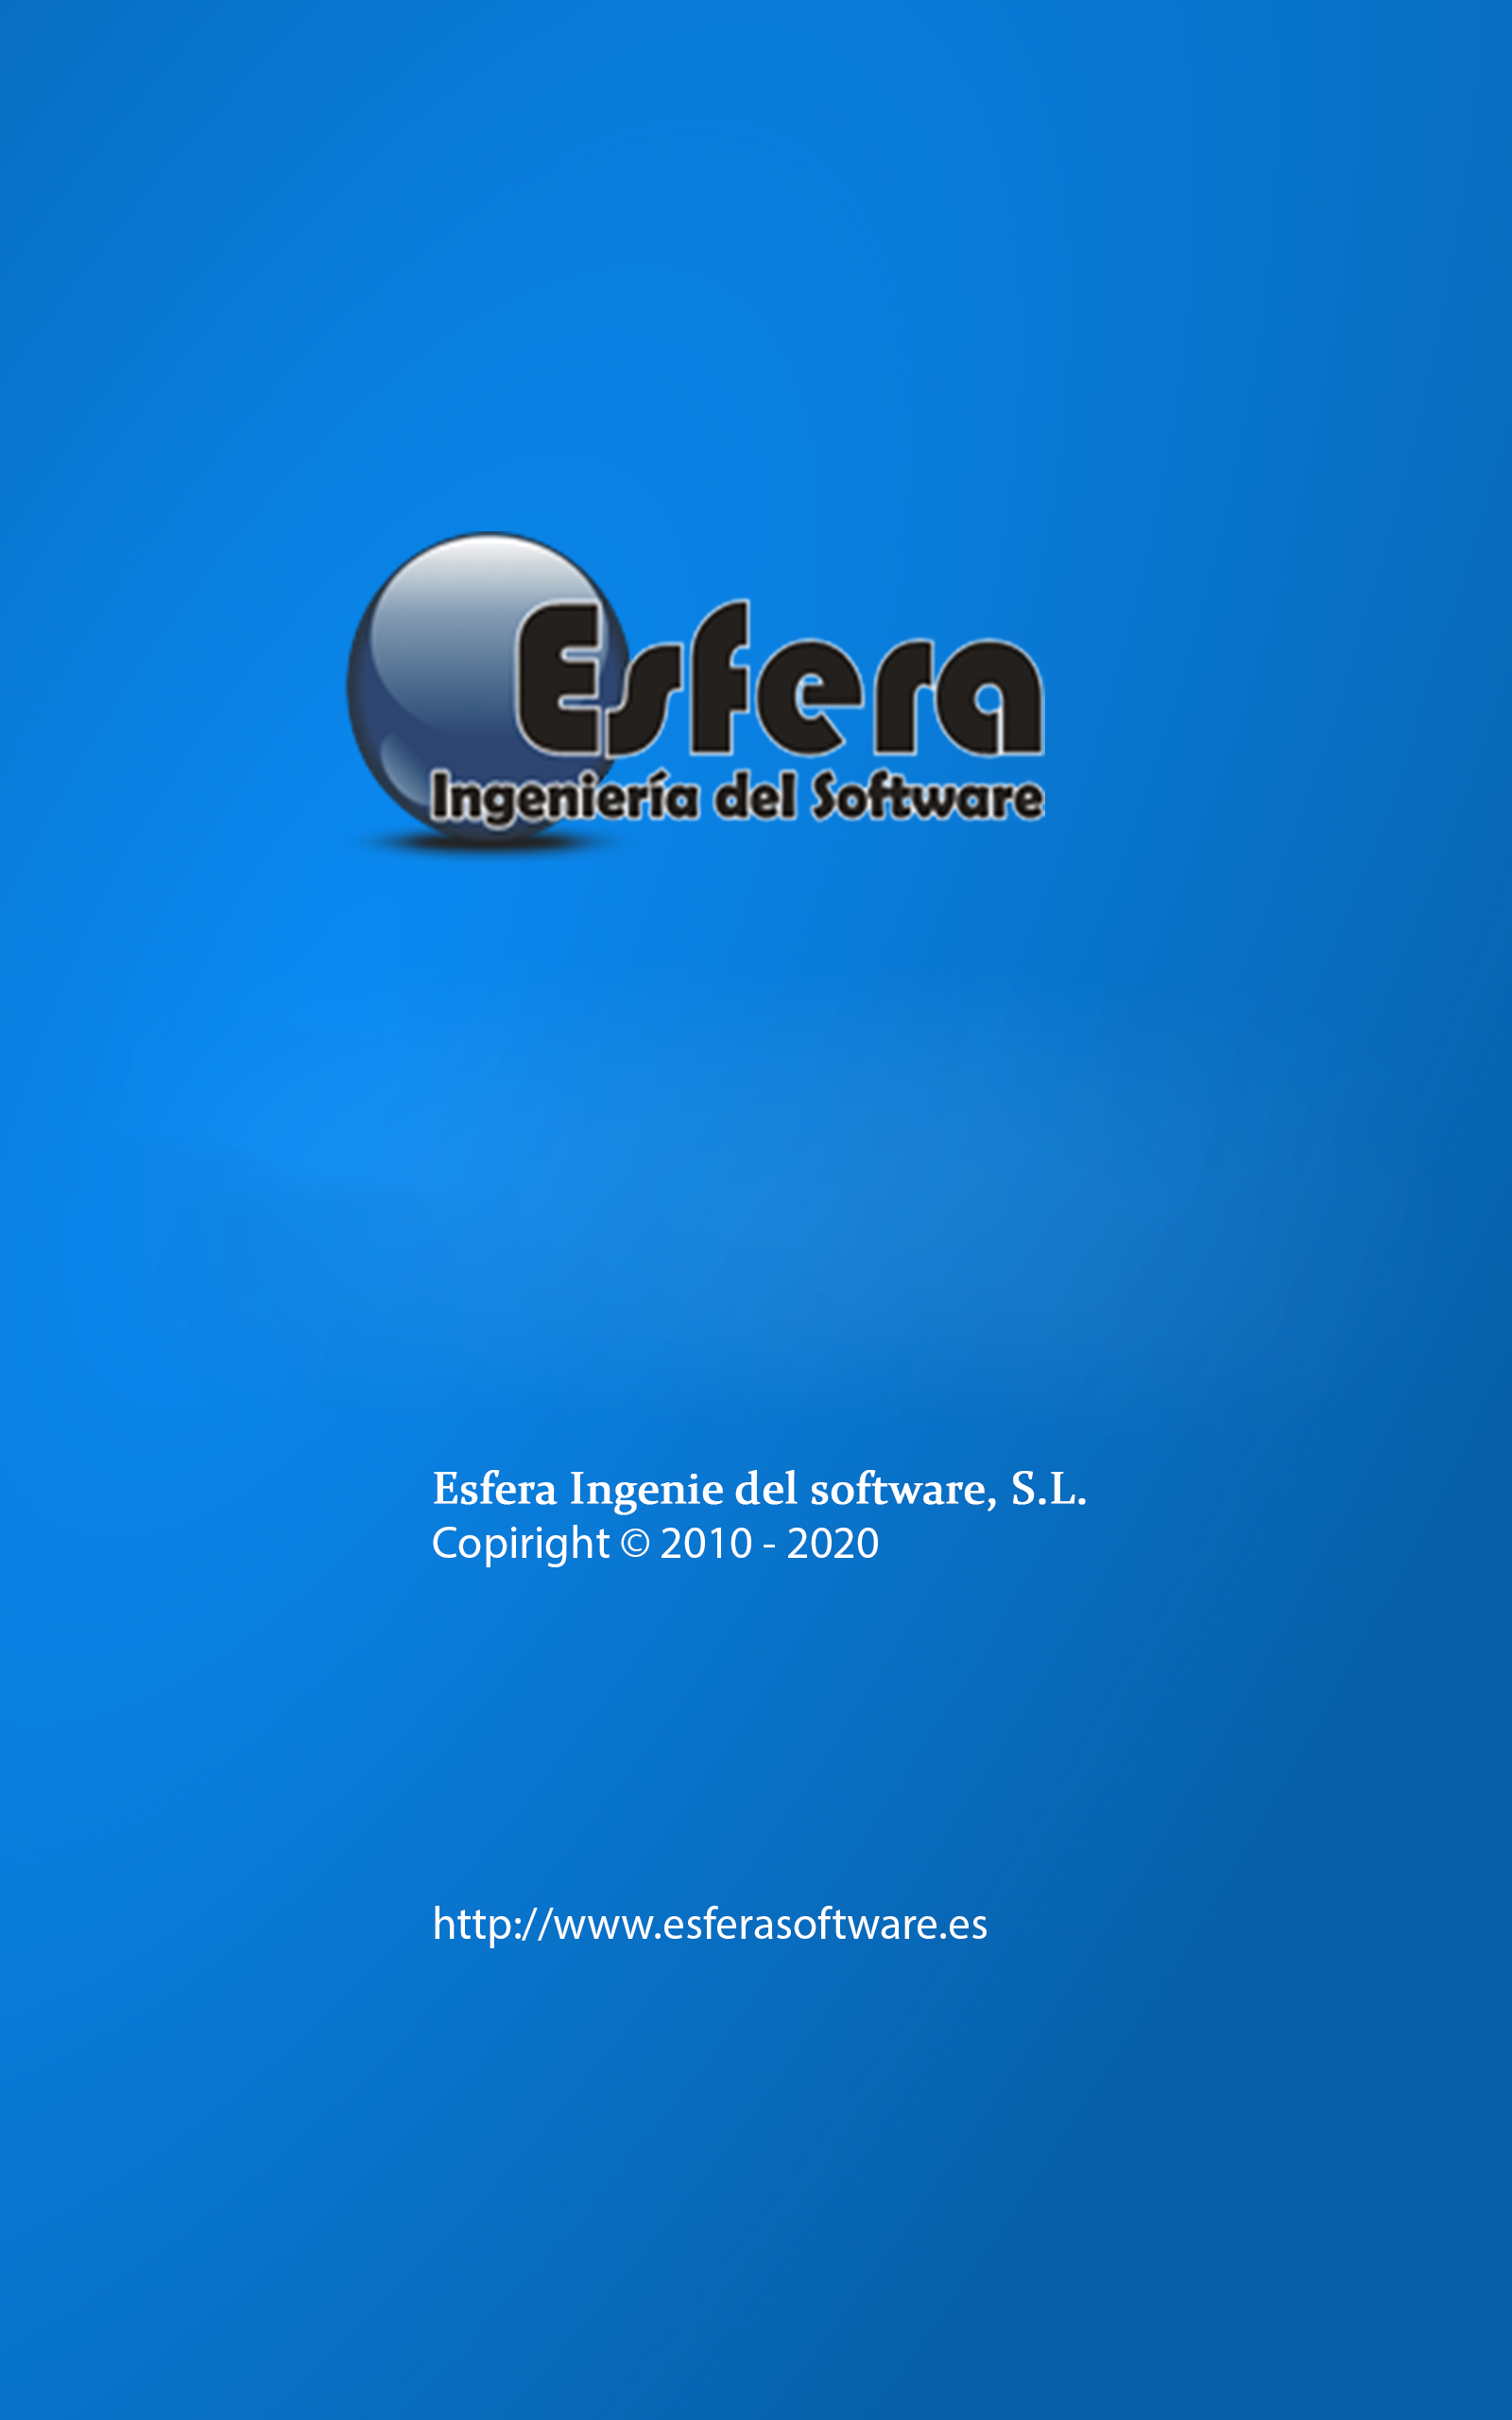 Esfera
Ingeniería del Software
Esfera Ingenie del software, S.L.
Copiright © 2010 - 2020
http://www.esferasoftware.es